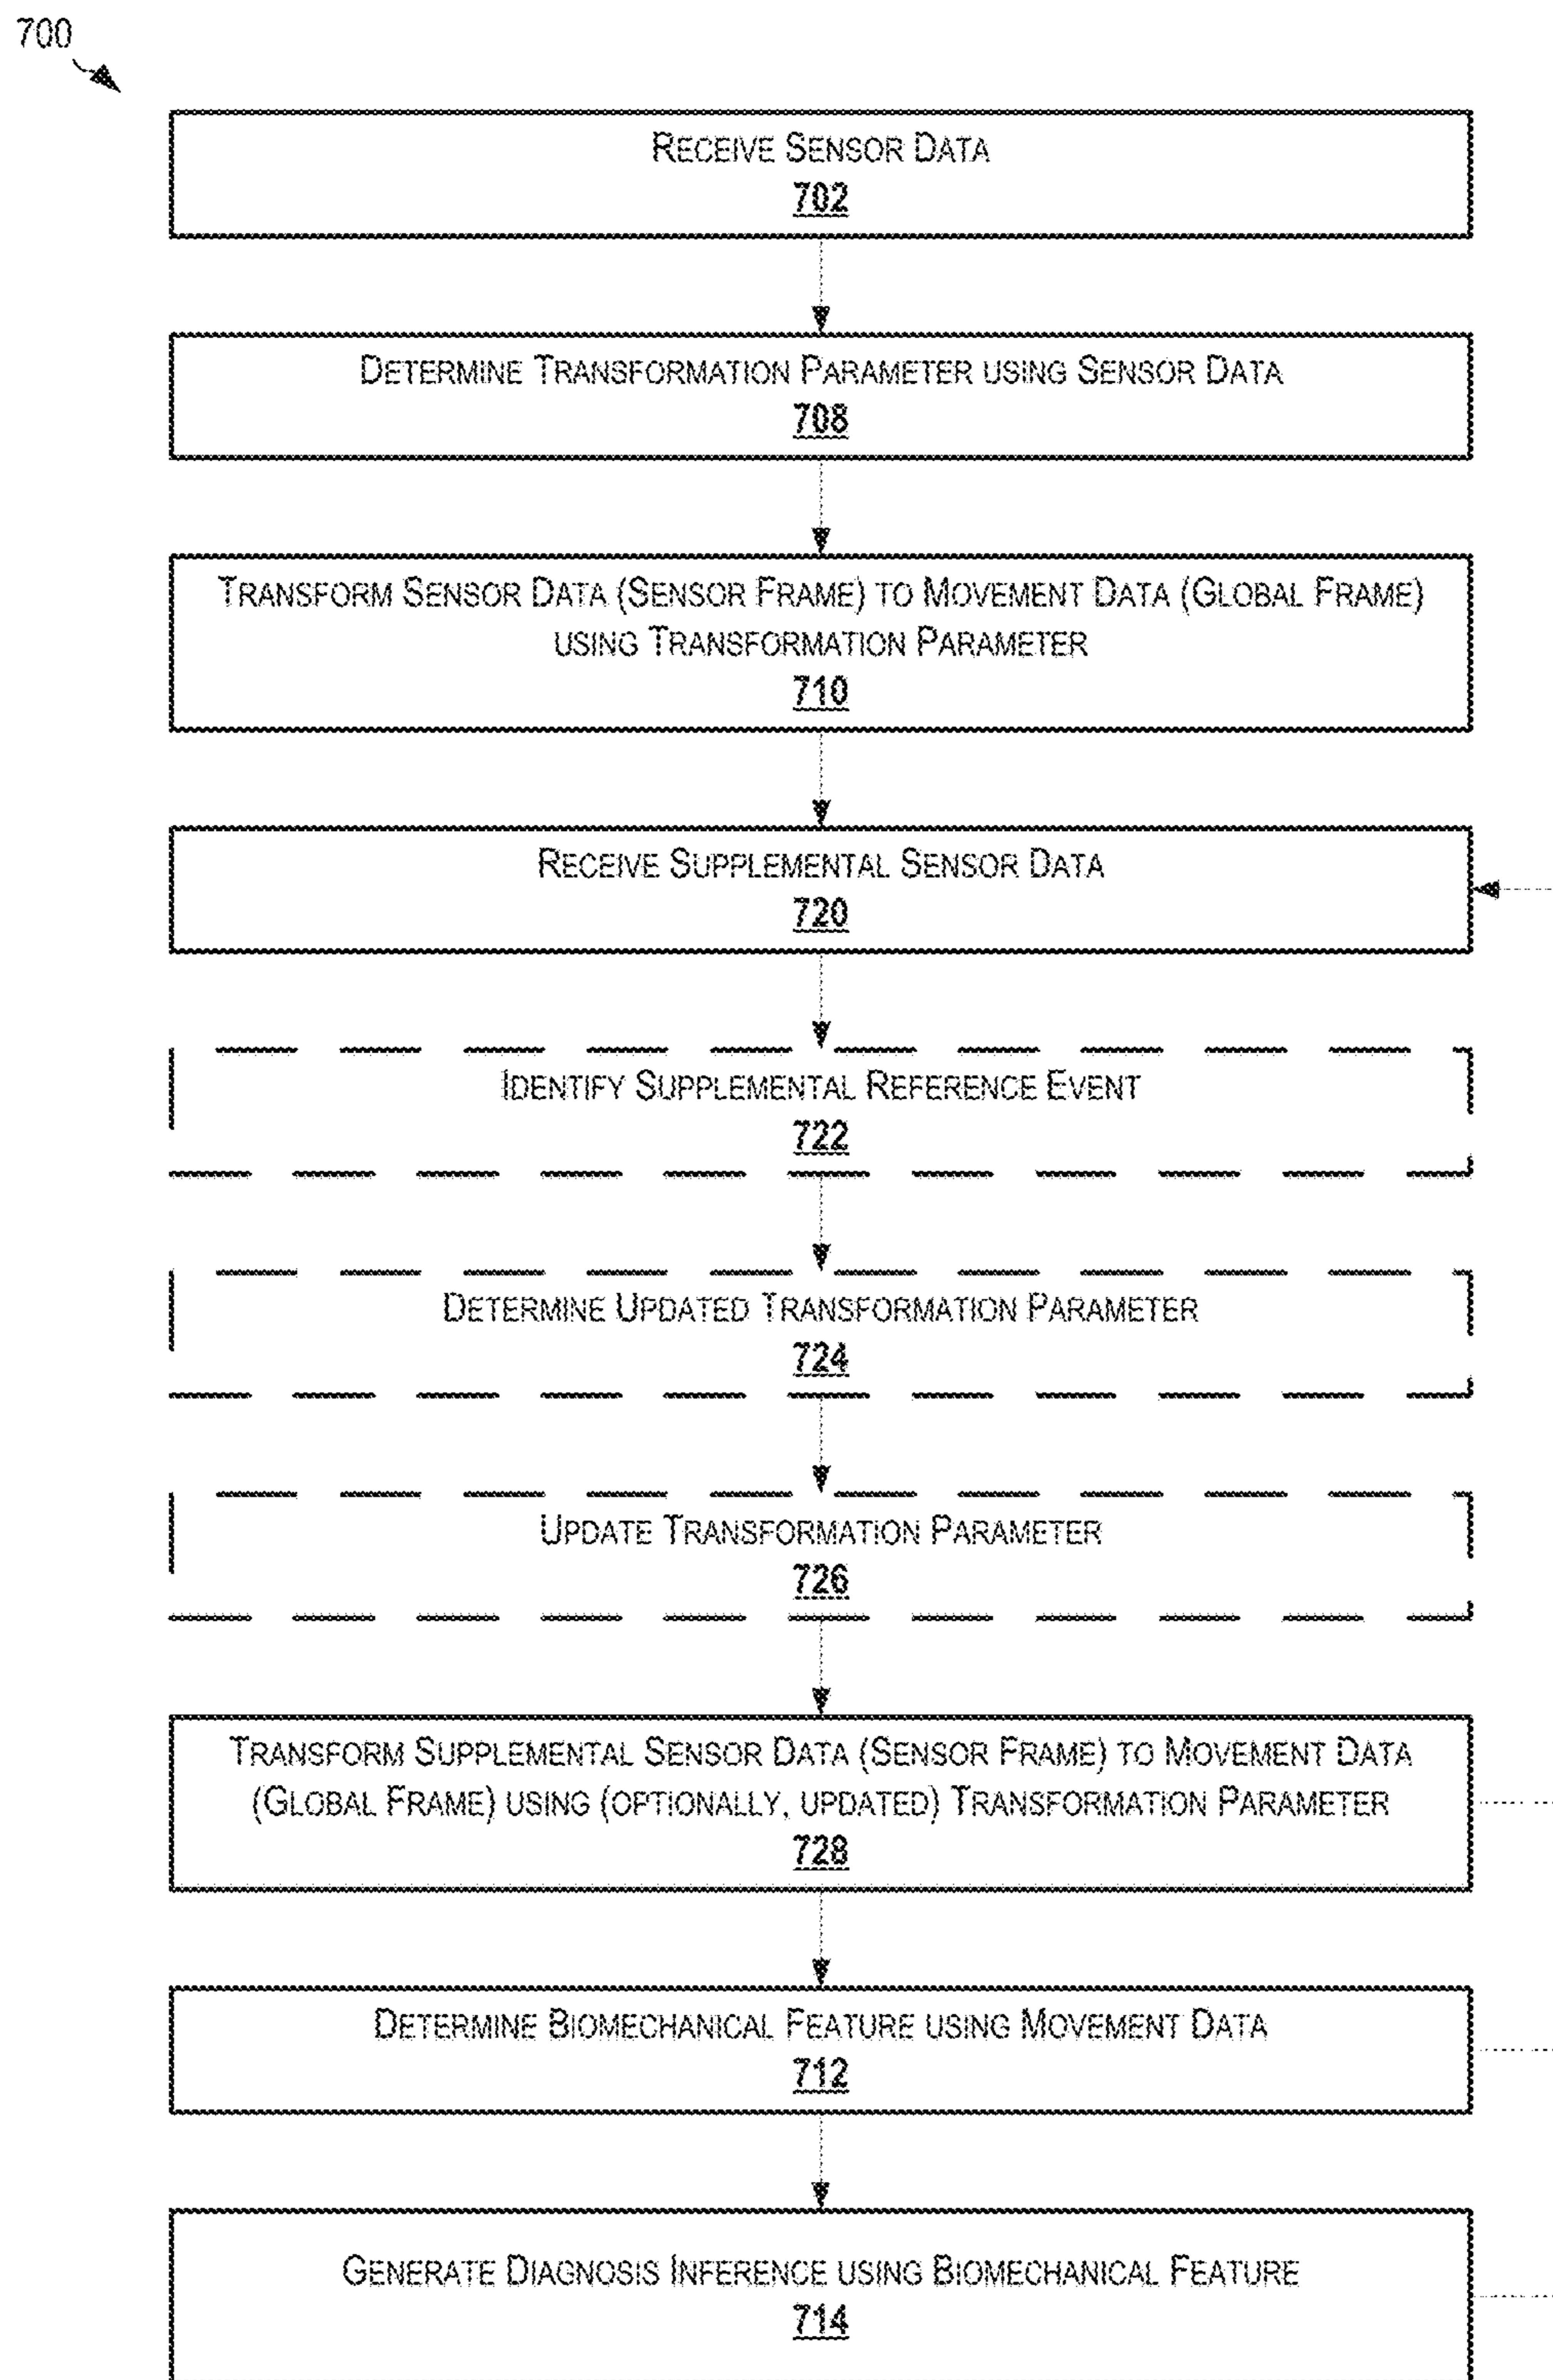 700
RECEIVE SENSOR DATA
702
DETERMINE TRANSFORMATION PARAMETER USING SENSOR DATA
708
TRANSFORM SENSOR DATA (SENSOR FRAME) TO MOVEMENT DATA (GLOBAL FRAME)
USING TRANSFORMATION PARAMETER
710
RECEIVE SUPPLEMENTAL SENSOR DATA
720
IDENTIFY SUPPLEMENTAL REFERENCE EVENT
722
DETERMINE UPDATED TRANSFORMATION PARAMETER
724
UPDATE TRANSFORMATION PARAMETER
726
TRANSFORM SUPPLEMENTAL SENSOR DATA (SENSOR FRAME) TO MOVEMENT DATA
(GLOBAL FRAME) USING (OPTIONALLY, UPDATED) TRANSFORMATION PARAMETER
728
DETERMINE BIOMECHANICAL FEATURE USING MOVEMENT DATA
712
GENERATE DIAGNOSIS INFERENCE USING BIOMECHANICAL FEATURE
714